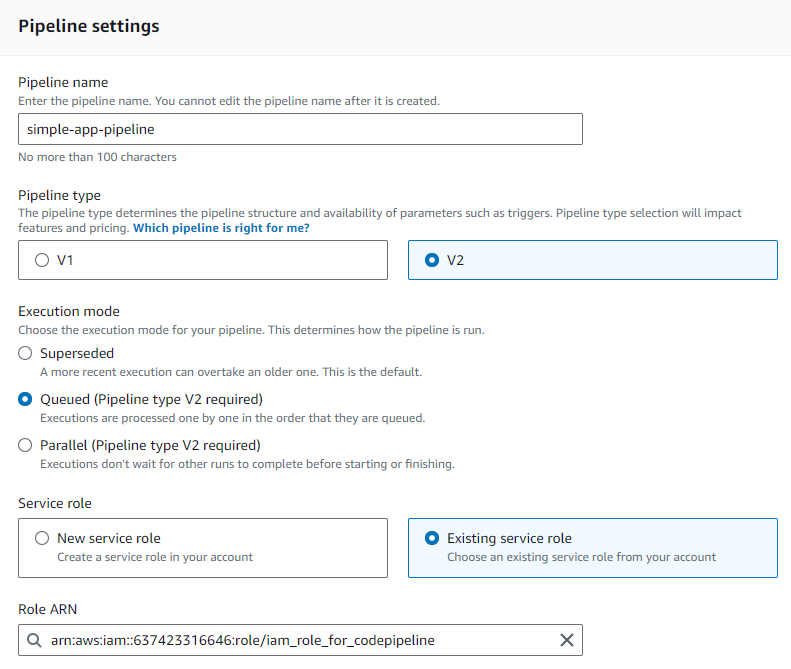 Pipeline settings
Pipeline name
Enter the pipeline name. You cannot edit the pipeline name after it is created.
simple-app-pipeline
No more than 100 characters
Pipeline type
The pipeline type determines the pipeline structure and availability of parameters such as triggers. Pipeline type selection will impact
features and pricing. Which pipeline is right for me?
V1
V2
Execution mode
Choose the execution mode for your pipeline. This determines how the pipeline is run.
Superseded
A more recent execution can overtake an older one. This is the default.
Queued (Pipeline type V2 required)
Executions are processed one by one in the order that they are queued.
Parallel (Pipeline type V2 required)
Executions don't wait for other runs to complete before starting or finishing.
Service role
New service role
Create a service role in your account
Existing service role
Choose an existing service role from your account
Role ARN
arn:aws:iam::637423316646:role/iam_role_for_codepipeline